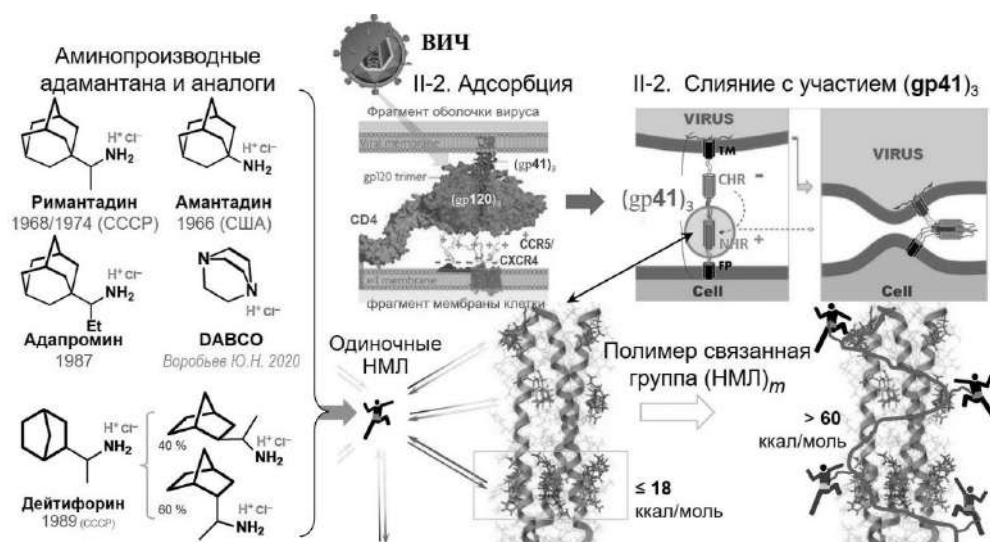 Аминопроизводные
адамантана и аналоги
H⁺ Cl⁻
NH₂
Римантадин
1968/1974 (СССР)
H⁺ Cl⁻
NH₂
Амантадин
1966 (США)
H⁺ Cl⁻
NH₂
Et
Адапромин
1987
N
N
H⁺ Cl⁻
DABCO
Воробьев Ю.Н. 2020
H⁺ Cl⁻
NH₂
Дейтифорин
1989 (СССР)
40 %
H⁺ Cl⁻
NH₂
60 %
H⁺ Cl⁻
NH₂
ВИЧ
II-2. Адсорбция
Фрагмент оболочки вируса
Viral membrane
(gp41)₃
gp120 trimer
(gp120)₃
CD4
CCR5/
CXCR4
Cell membrane
фрагмент мембраны клетки
II-2. Слияние с участием (gp41)₃
VIRUS
TM
CHR −
(gp41)₃
NHR +
FP
Cell
VIRUS
Cell
Одиночные
НМЛ
≤ 18
ккал/моль
Полимер связанная
группа (НМЛ)m
> 60
ккал/моль